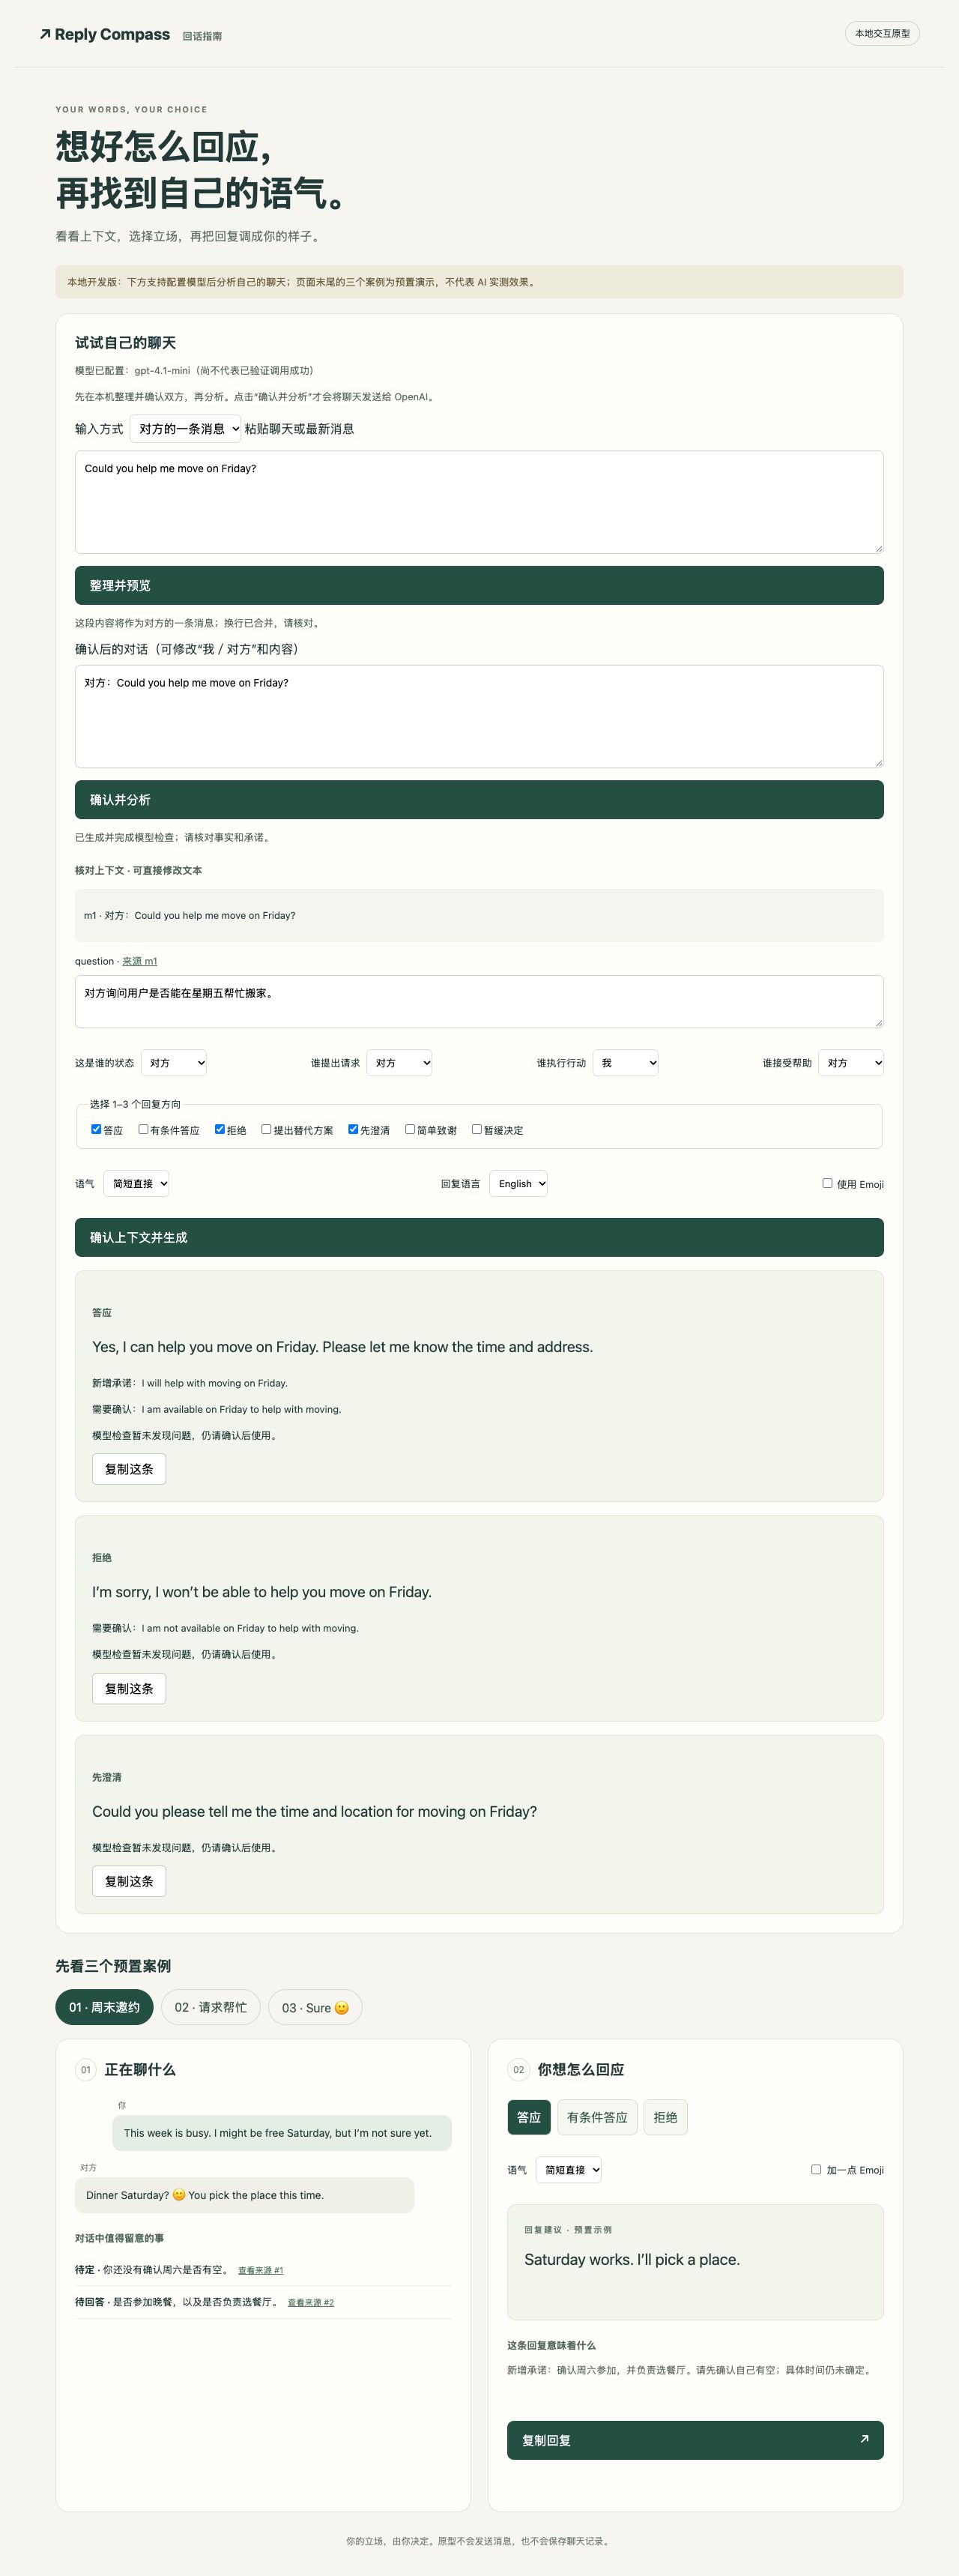 ↗ Reply Compass 回话指南
本地交互原型
YOUR WORDS, YOUR CHOICE
想好怎么回应，
再找到自己的语气。
看看上下文，选择立场，再把回复调成你的样子。
本地开发版：下方支持配置模型后分析自己的聊天；页面末尾的三个案例为预置演示，不代表 AI 实测效果。
试试自己的聊天
模型已配置：gpt-4.1-mini（尚不代表已验证调用成功）
先在本机整理并确认双方，再分析。点击“确认并分析”才会将聊天发送给 OpenAI。
输入方式 对方的一条消息 粘贴聊天或最新消息
Could you help me move on Friday?
整理并预览
这段内容将作为对方的一条消息；换行已合并，请核对。
确认后的对话（可修改“我 / 对方”和内容）
对方：Could you help me move on Friday?
确认并分析
已生成并完成模型检查；请核对事实和承诺。
核对上下文 · 可直接修改文本
m1 · 对方：Could you help me move on Friday?
question · 来源 m1
对方询问用户是否能在星期五帮忙搬家。
这是谁的状态 对方 谁提出请求 对方 谁执行行动 我 谁接受帮助 对方
选择 1–3 个回复方向
答应 有条件答应 拒绝 提出替代方案 先澄清 简单致谢 暂缓决定
语气 简短直接 回复语言 English 使用 Emoji
确认上下文并生成
答应
Yes, I can help you move on Friday. Please let me know the time and address.
新增承诺：I will help with moving on Friday.
需要确认：I am available on Friday to help with moving.
模型检查暂未发现问题，仍请确认后使用。
复制这条
拒绝
I’m sorry, I won’t be able to help you move on Friday.
需要确认：I am not available on Friday to help with moving.
模型检查暂未发现问题，仍请确认后使用。
复制这条
先澄清
Could you please tell me the time and location for moving on Friday?
模型检查暂未发现问题，仍请确认后使用。
复制这条
先看三个预置案例
01 · 周末邀约 02 · 请求帮忙 03 · Sure 🙂
01 正在聊什么
你
This week is busy. I might be free Saturday, but I’m not sure yet.
对方
Dinner Saturday? 🙂 You pick the place this time.
对话中值得留意的事
待定 · 你还没有确认周六是否有空。 查看来源 #1
待回答 · 是否参加晚餐，以及是否负责选餐厅。 查看来源 #2
02 你想怎么回应
答应 有条件答应 拒绝
语气 简短直接 加一点 Emoji
回复建议 · 预置示例
Saturday works. I’ll pick a place.
这条回复意味着什么
新增承诺：确认周六参加，并负责选餐厅。请先确认自己有空；具体时间仍未确定。
复制回复 ↗
你的立场，由你决定。原型不会发送消息，也不会保存聊天记录。